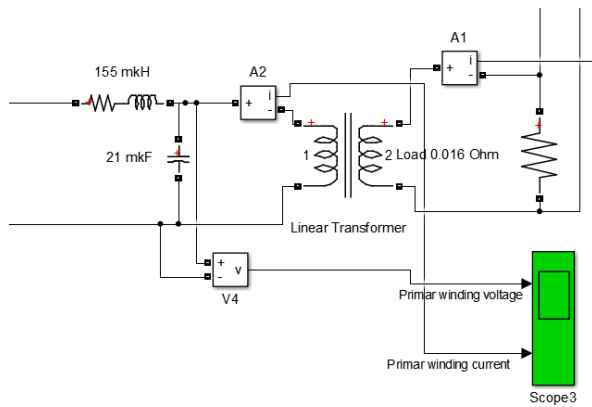 A1
i
+
-
A2
i
+
-
155 mkH
+
+
+
+
21 mkF
+
1
2
Load 0.016 Ohm
Linear Transformer
+
-
v
V4
Primar winding voltage
Primar winding current
Scope3